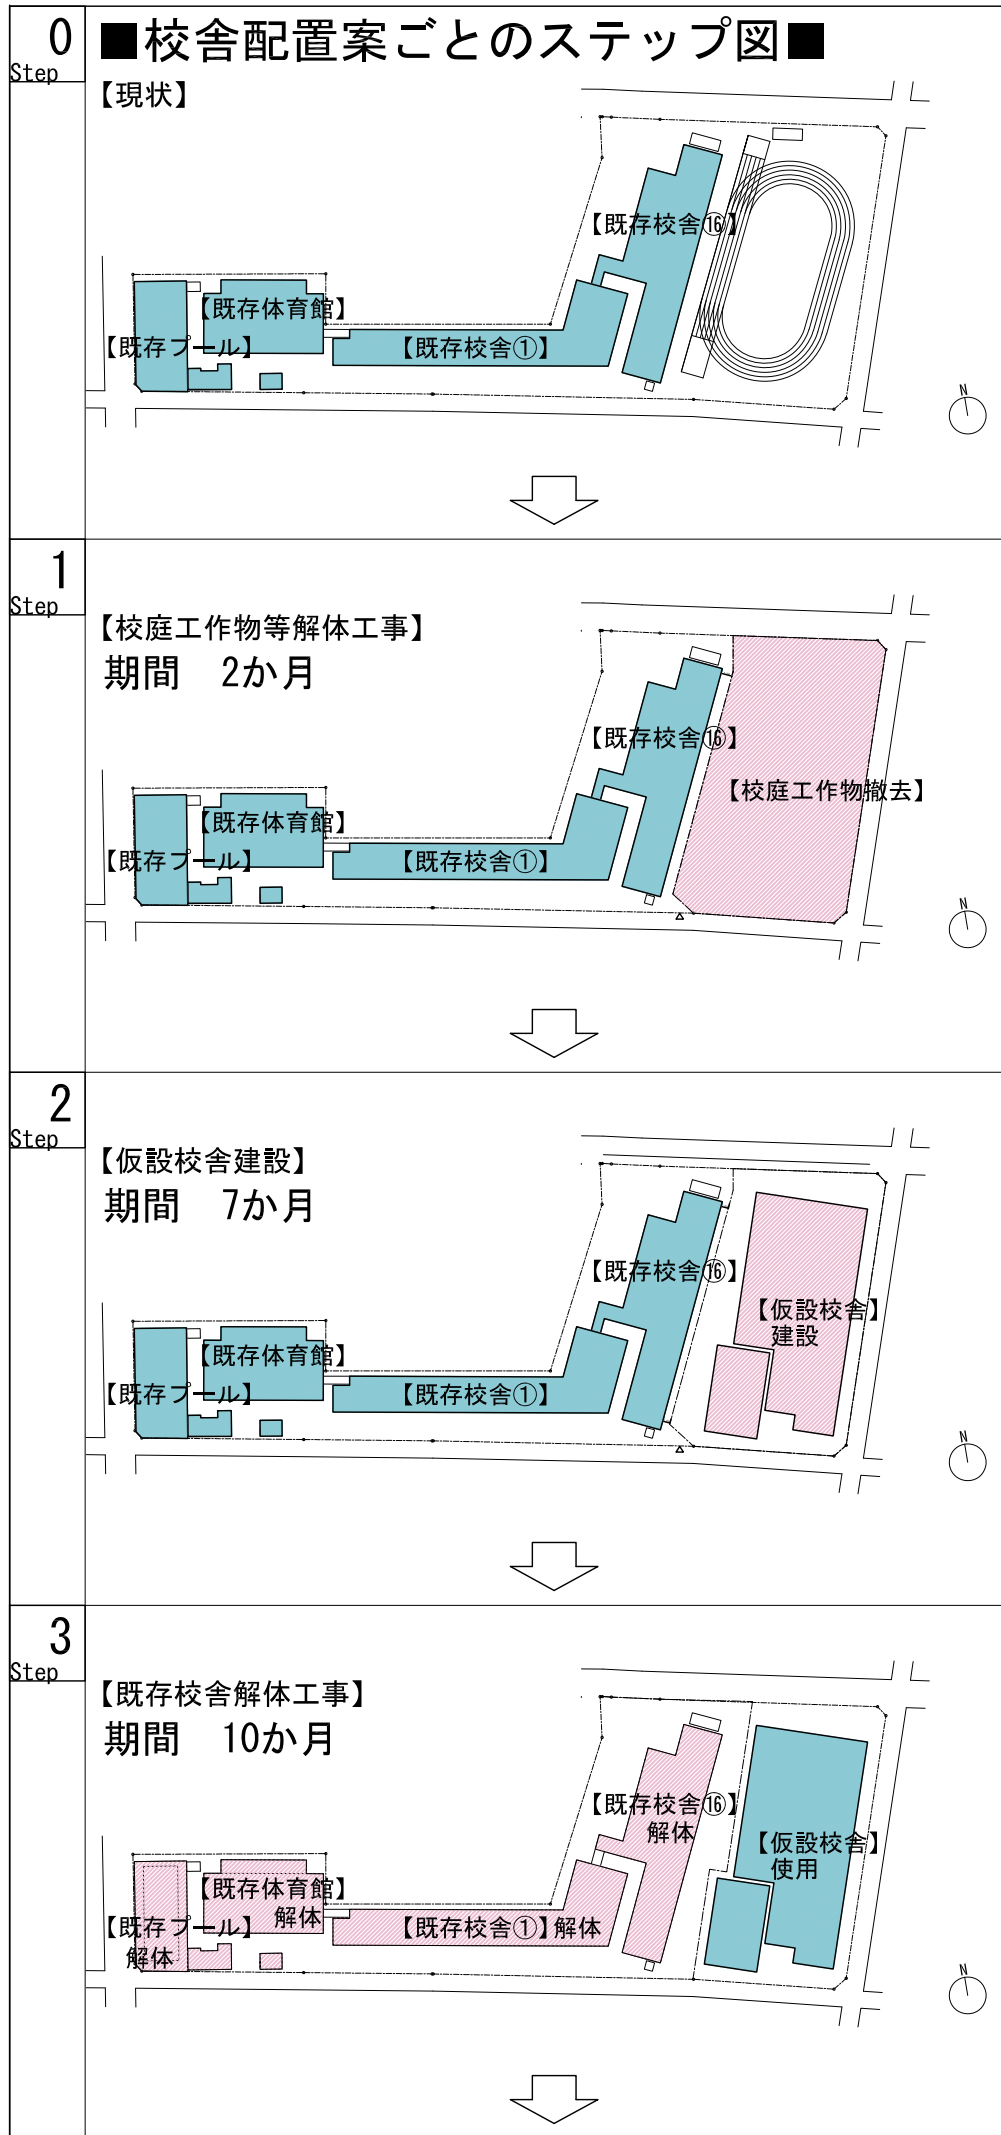 0
Step
■校舎配置案ごとのステップ図■
【現状】
【既存校舎⑯】
【既存体育館】
【既存プール】
【既存校舎①】
N
1
Step
【校庭工作物等解体工事】
期間　2か月
【既存校舎⑯】
【校庭工作物撤去】
【既存体育館】
【既存プール】
【既存校舎①】
N
2
Step
【仮設校舎建設】
期間　7か月
【既存校舎⑯】
【仮設校舎】
建設
【既存体育館】
【既存プール】
【既存校舎①】
N
3
Step
【既存校舎解体工事】
期間　10か月
【既存校舎⑯】
解体
【仮設校舎】
使用
【既存体育館】
解体
【既存プール】
解体
【既存校舎①】解体
N